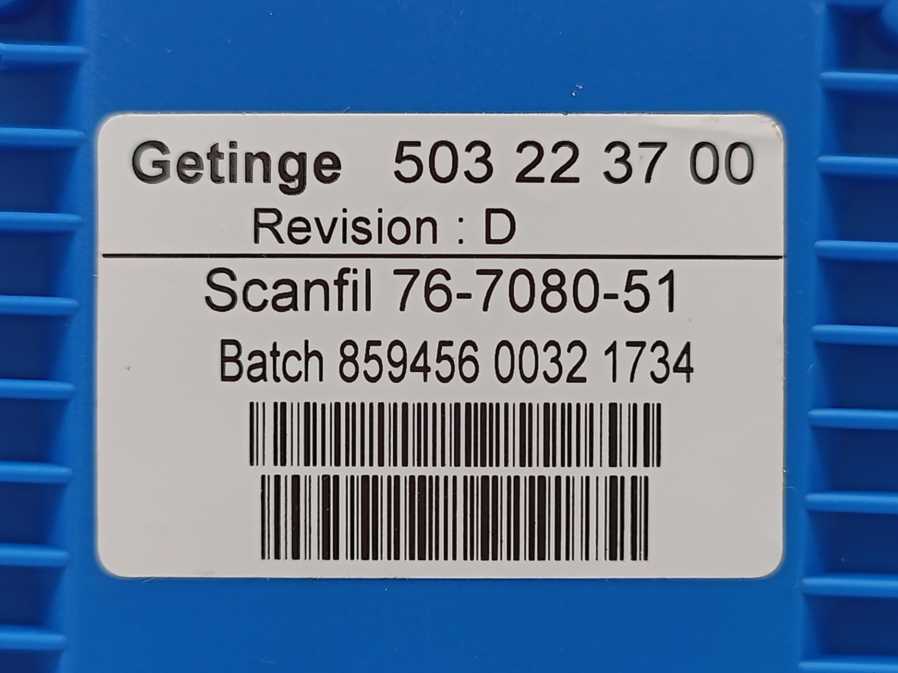 Getinge 503 22 37 00
Revision : D
Scanfil 76-7080-51
Batch 859456 0032 1734